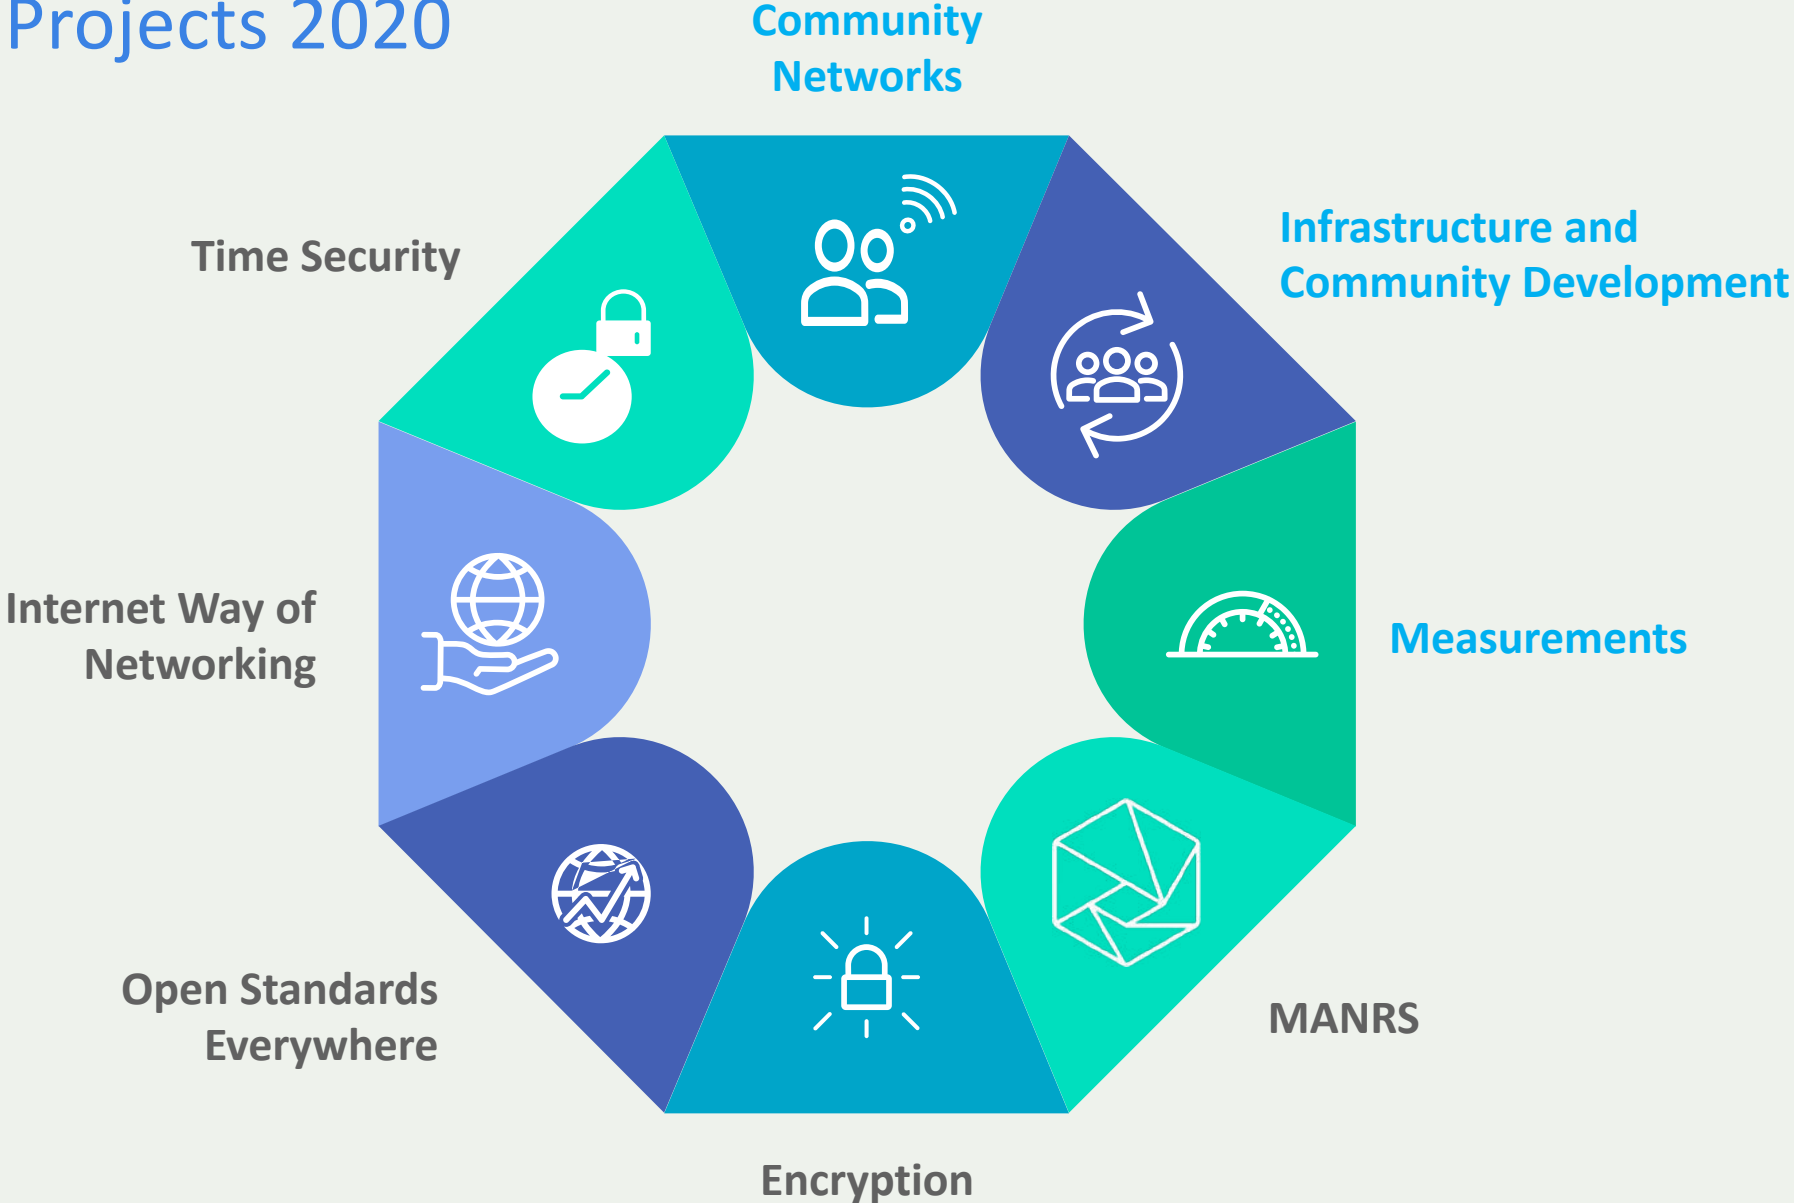 Projects 2020
Community
Networks
Infrastructure and
Community Development
Time Security
Internet Way of
Networking
Measurements
Open Standards
Everywhere
MANRS
Encryption